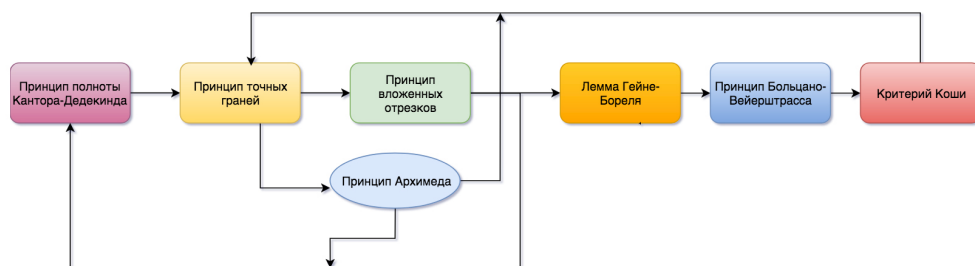 Принцип полноты
Кантора-Дедекинда
Принцип точных
граней
Принцип
вложенных
отрезков
Лемма Гейне-
Бореля
Принцип Больцано-
Вейерштрасса
Критерий Коши
Принцип Архимеда